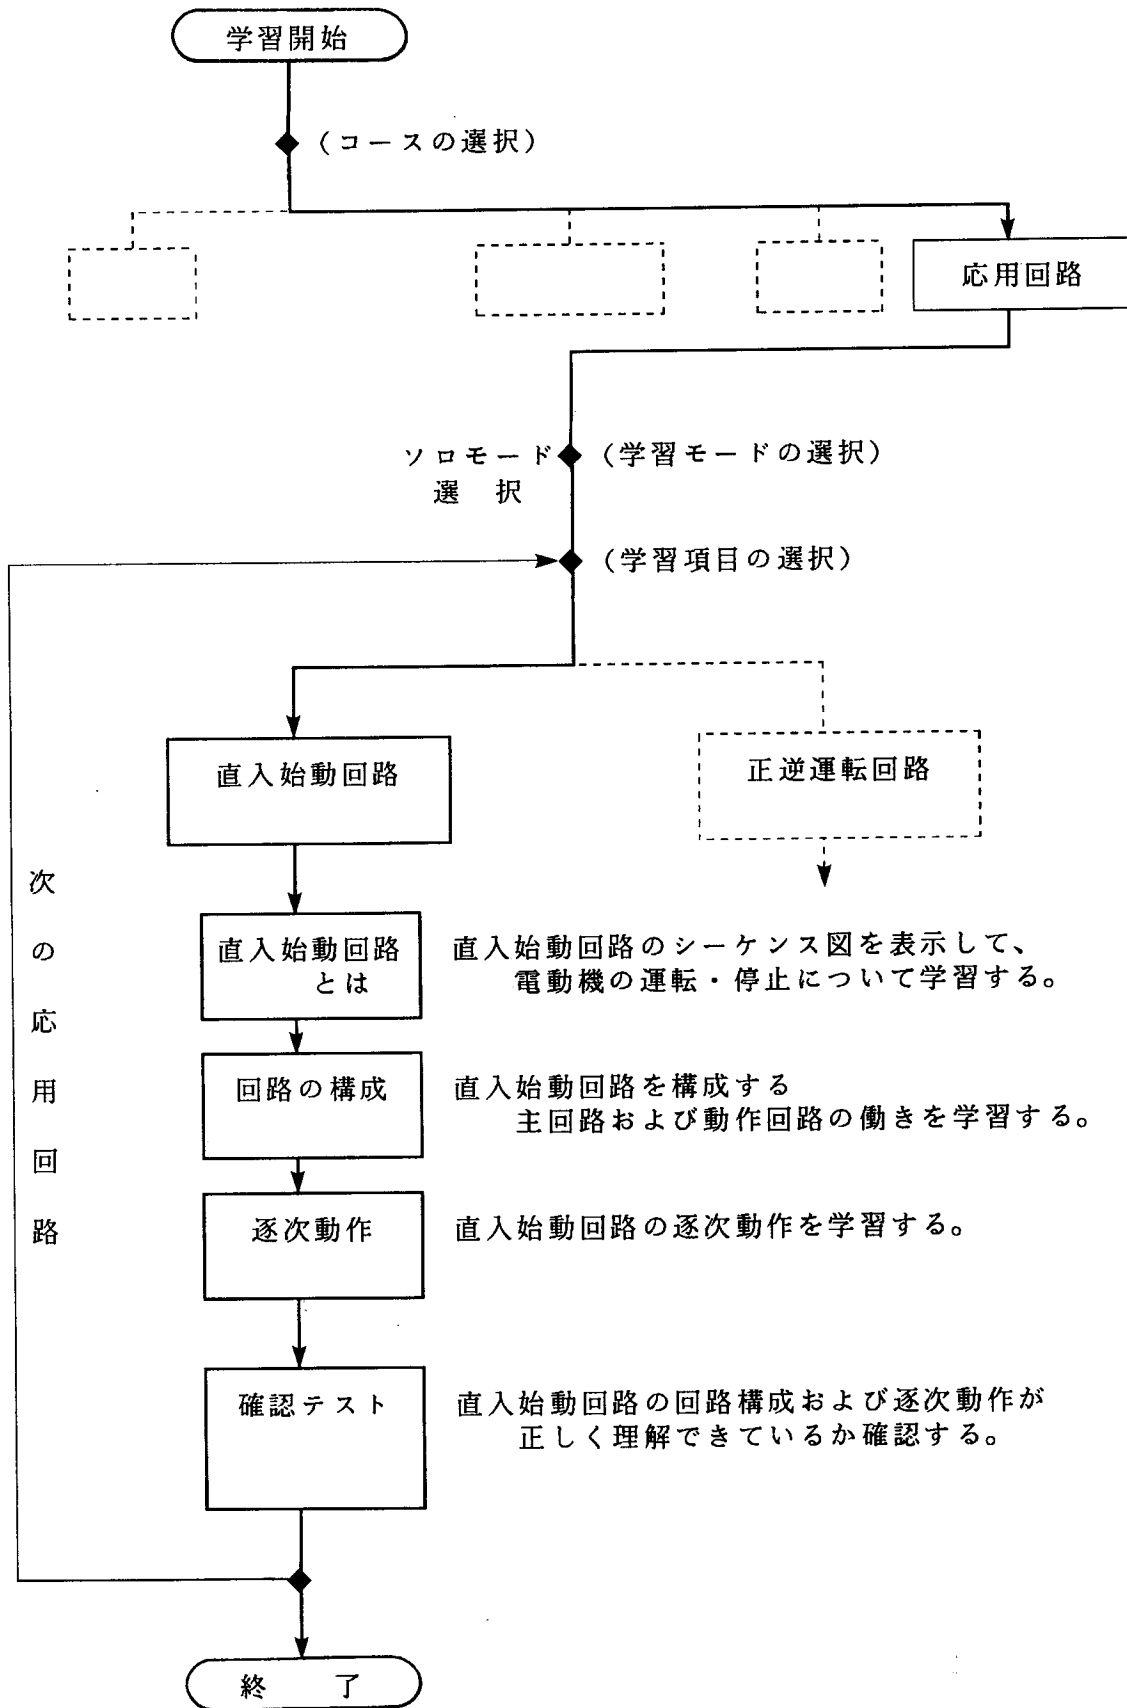 学習開始
(コースの選択)
応用回路
ソロモード
選 択
(学習モードの選択)
(学習項目の選択)
直入始動回路
正逆運転回路
次の応用回路
直入始動回路
とは
直入始動回路のシーケンス図を表示して、
電動機の運転・停止について学習する。
回路の構成
直入始動回路を構成する
主回路および動作回路の働きを学習する。
逐次動作
直入始動回路の逐次動作を学習する。
確認テスト
直入始動回路の回路構成および逐次動作が
正しく理解できているか確認する。
終 了